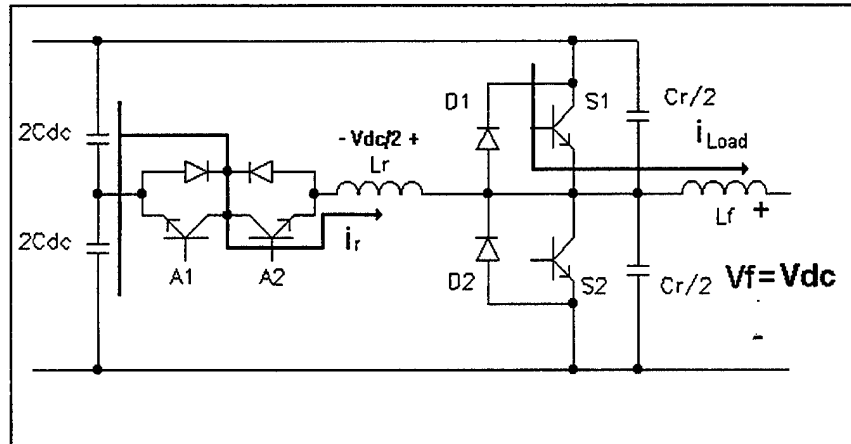 D1
S1
Cr/2
2Cdc
- Vdc/2 +
Lr
iLoad
2Cdc
ir
Lf
+
A1
A2
D2
S2
Cr/2
Vf=Vdc
-